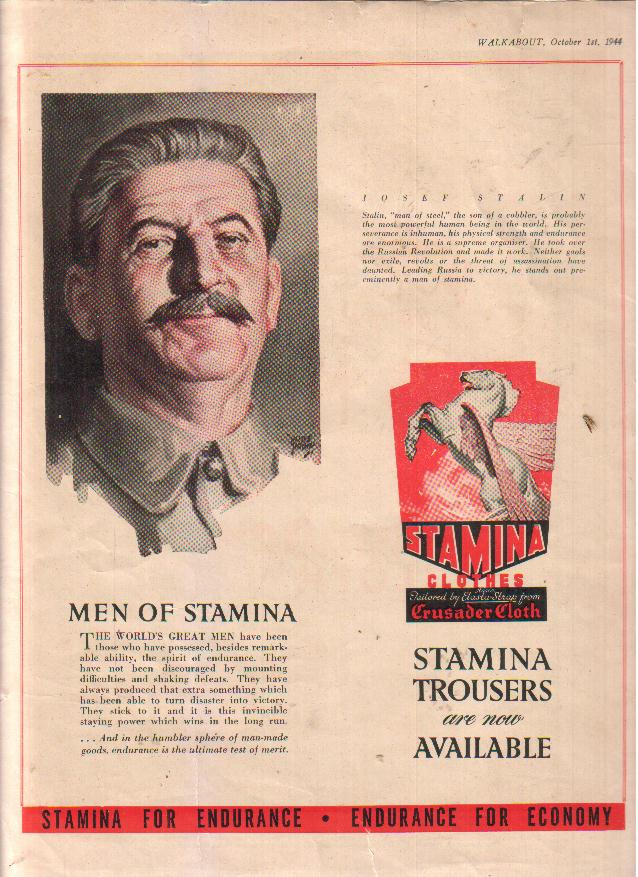 WALKABOUT, October 1st, 1944
IOSEF STALIN
Stalin, "man of steel," the son of a cobbler, is probably
the most powerful human being in the world. His per-
severance is inhuman, his physical strength and endurance
are enormous. He is a supreme organiser. He took over
the Russian Revolution and made it work. Neither gaols
nor exile, revolts or the threat of assassination have
daunted. Leading Russia to victory, he stands out pre-
eminently a man of stamina.
STAMINA
CLOTHES
Tailored by Elasta-Strap from
Crusader Cloth
MEN OF STAMINA
THE WORLD'S GREAT MEN have been
those who have possessed, besides remark-
able ability, the spirit of endurance. They
have not been discouraged by mounting
difficulties and shaking defeats. They have
always produced that extra something which
has been able to turn disaster into victory.
They stick to it and it is this invincible
staying power which wins in the long run.
. . . And in the humbler sphere of man-made
goods, endurance is the ultimate test of merit.
STAMINA
TROUSERS
are now
AVAILABLE
STAMINA FOR ENDURANCE • ENDURANCE FOR ECONOMY